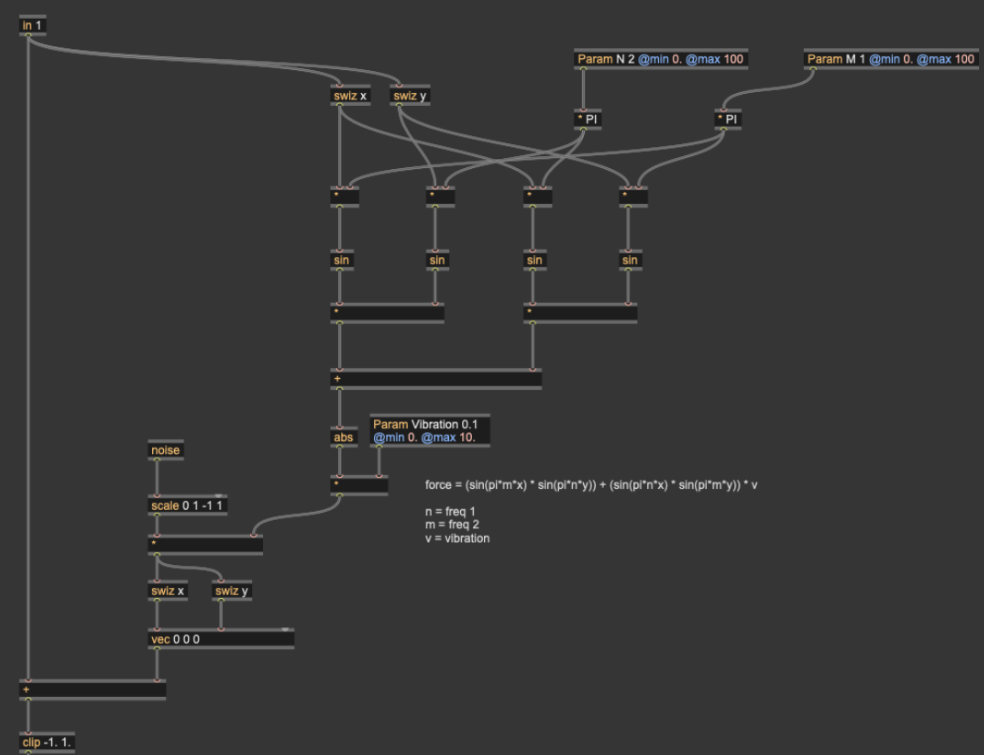 in 1
Param N 2 @min 0. @max 100
Param M 1 @min 0. @max 100
swiz x
swiz y
* PI
* PI
*
*
*
*
sin
sin
sin
sin
*
*
+
Param Vibration 0.1
@min 0. @max 10.
abs
noise
*
force = (sin(pi*m*x) * sin(pi*n*y)) + (sin(pi*n*x) * sin(pi*m*y)) * v
scale 0 1 -1 1
n = freq 1
m = freq 2
v = vibration
*
swiz x
swiz y
vec 0 0 0
+
clip -1. 1.